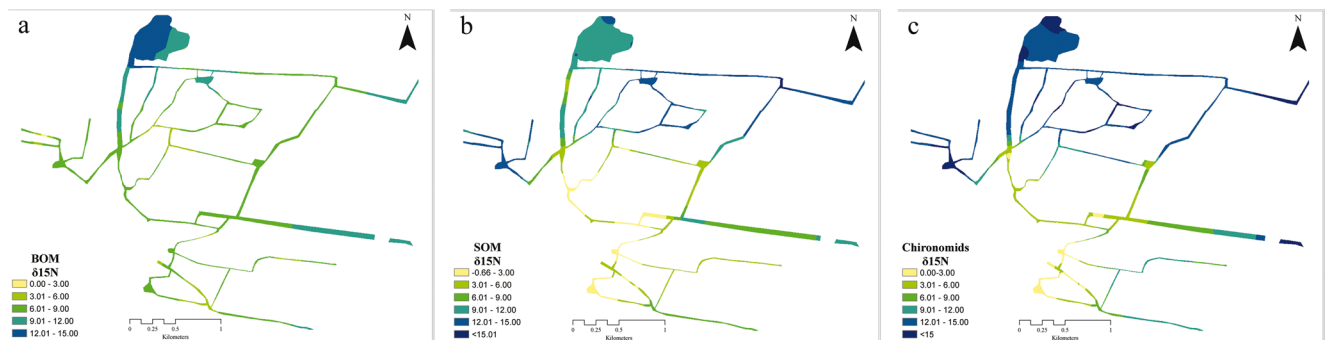 a
N
BOM
δ15N
0.00 - 3.00
3.01 - 6.00
6.01 - 9.00
9.01 - 12.00
12.01 - 15.00
0 0.25 0.5 1
Kilometers
b
N
SOM
δ15N
-0.66 - 3.00
3.01 - 6.00
6.01 - 9.00
9.01 - 12.00
12.01 - 15.00
<15.01
0 0.25 0.5 1
Kilometers
c
N
Chironomids
δ15N
0.00-3.00
3.01 - 6.00
6.01 - 9.00
9.01 - 12.00
12.01 - 15.00
<15
0 0.25 0.5 1
Kilometers